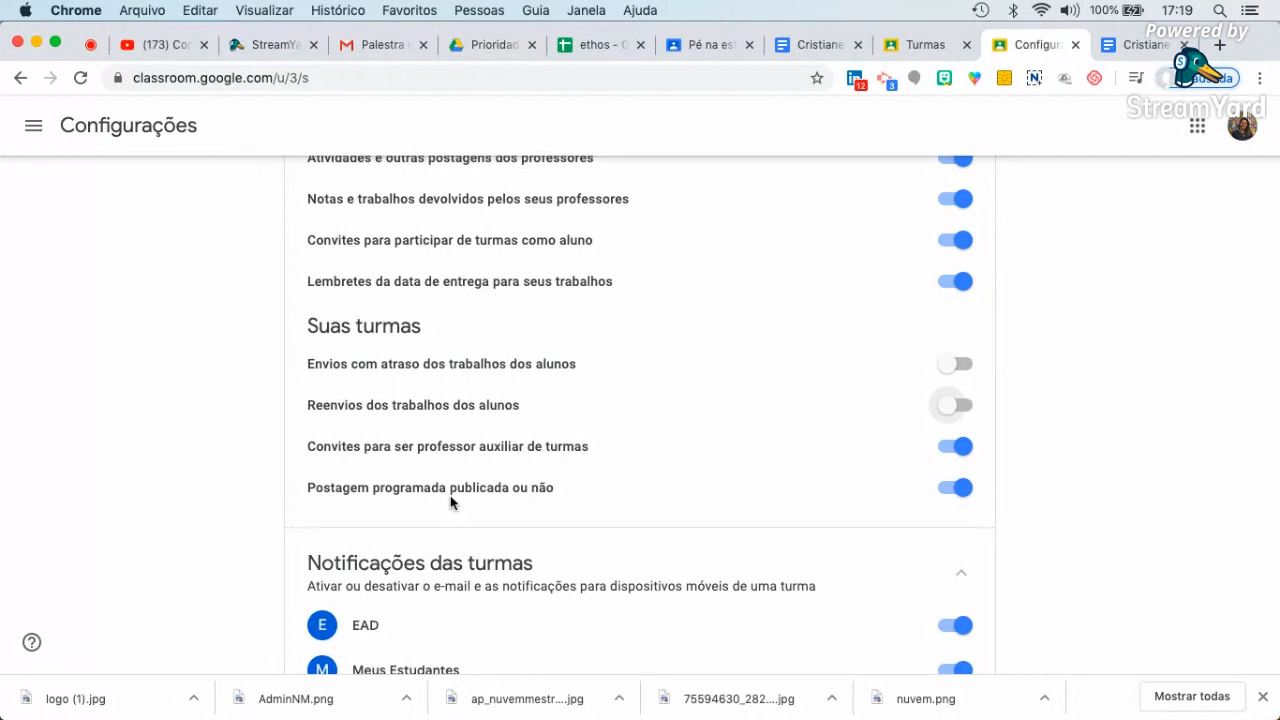 Chrome Arquivo Editar Visualizar Histórico Favoritos Pessoas Guia Janela Ajuda 100% 17:19
(173) C StreamY Palestra Prioridad ethos - C Pé na es Cristiane Turmas Configura Cristiane
Powered by
classroom.google.com/u/3/s
12
3
StreamYard
Configurações
Atividades e outras postagens dos professores
Notas e trabalhos devolvidos pelos seus professores
Convites para participar de turmas como aluno
Lembretes da data de entrega para seus trabalhos
Suas turmas
Envios com atraso dos trabalhos dos alunos
Reenvios dos trabalhos dos alunos
Convites para ser professor auxiliar de turmas
Postagem programada publicada ou não
Notificações das turmas
Ativar ou desativar o e-mail e as notificações para dispositivos móveis de uma turma
E EAD
M Meus Estudantes
logo (1).jpg AdminNM.png ap_nuvemmestr....jpg 75594630_282....jpg nuvem.png Mostrar todas